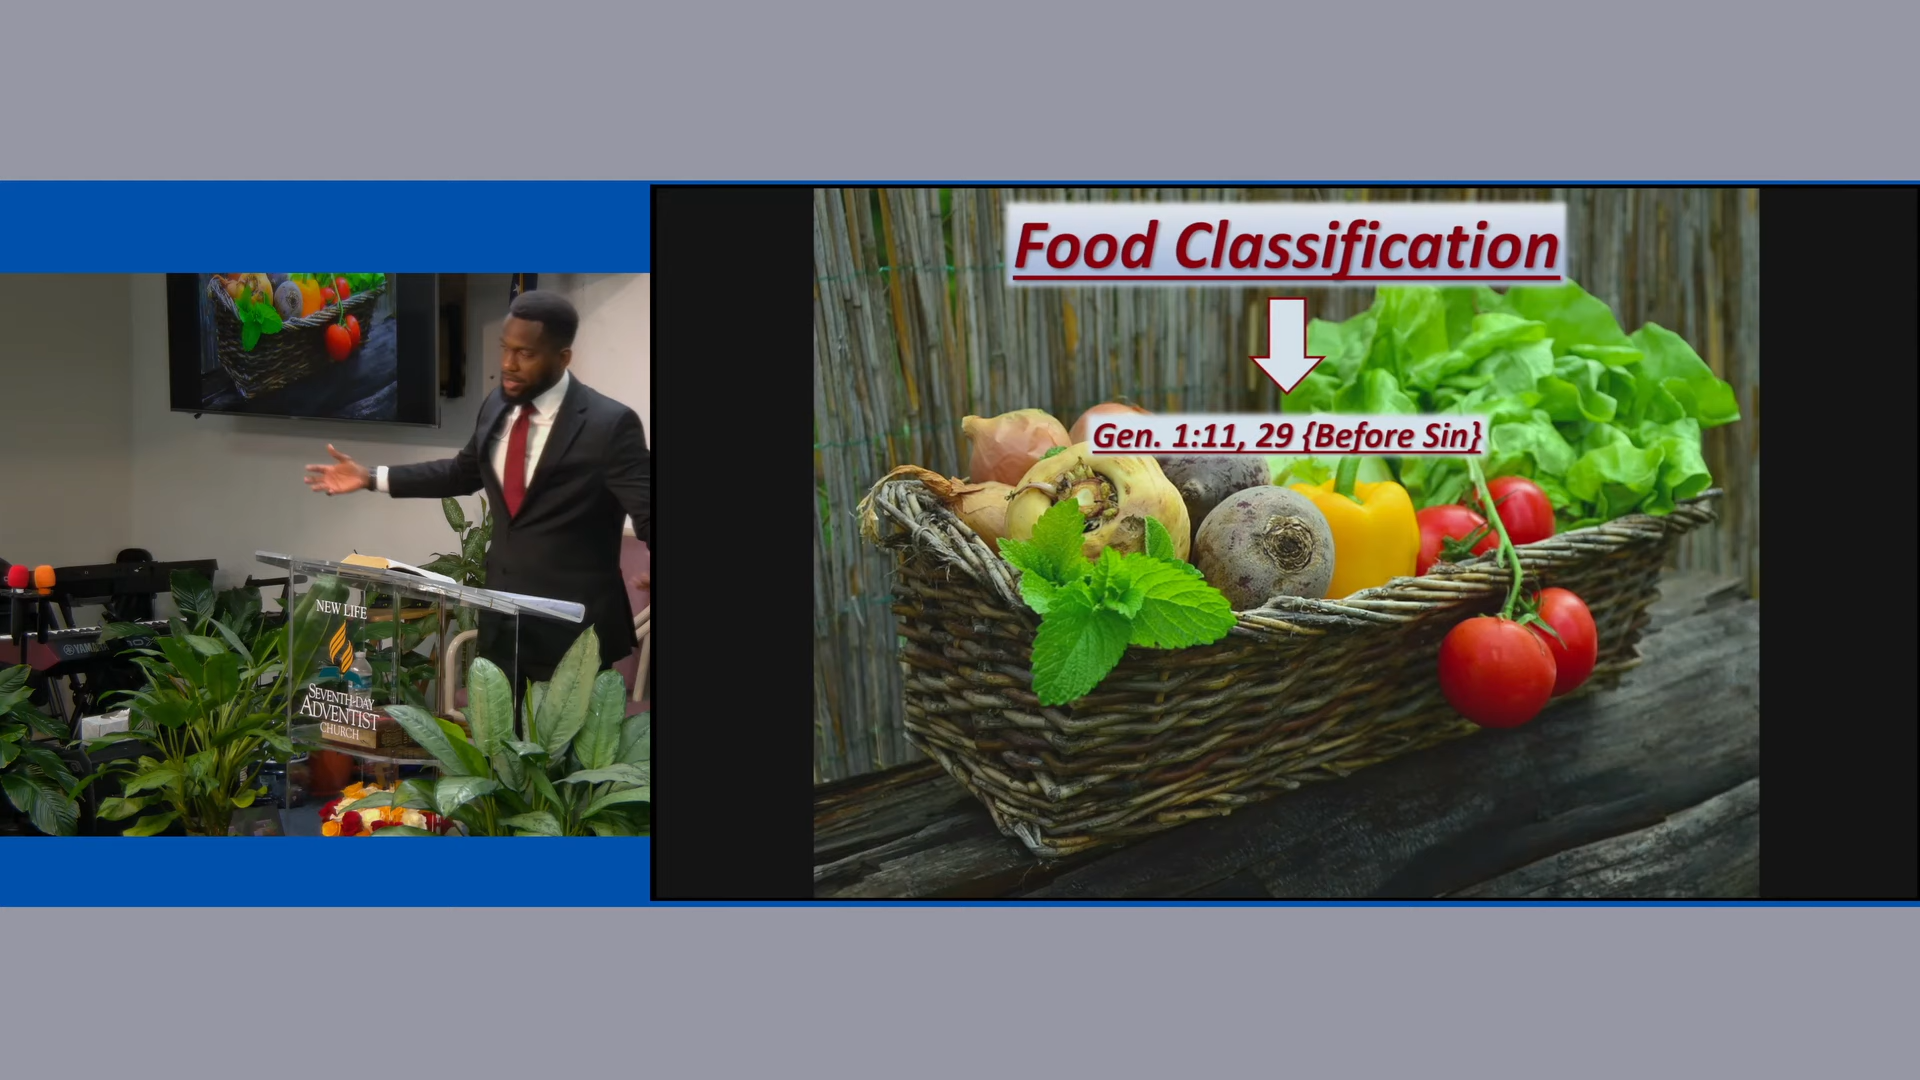 Food Classification
Gen. 1:11, 29 {Before Sin}
NEW LIFE
SEVENTH-DAY
ADVENTIST
CHURCH
YAMAHA